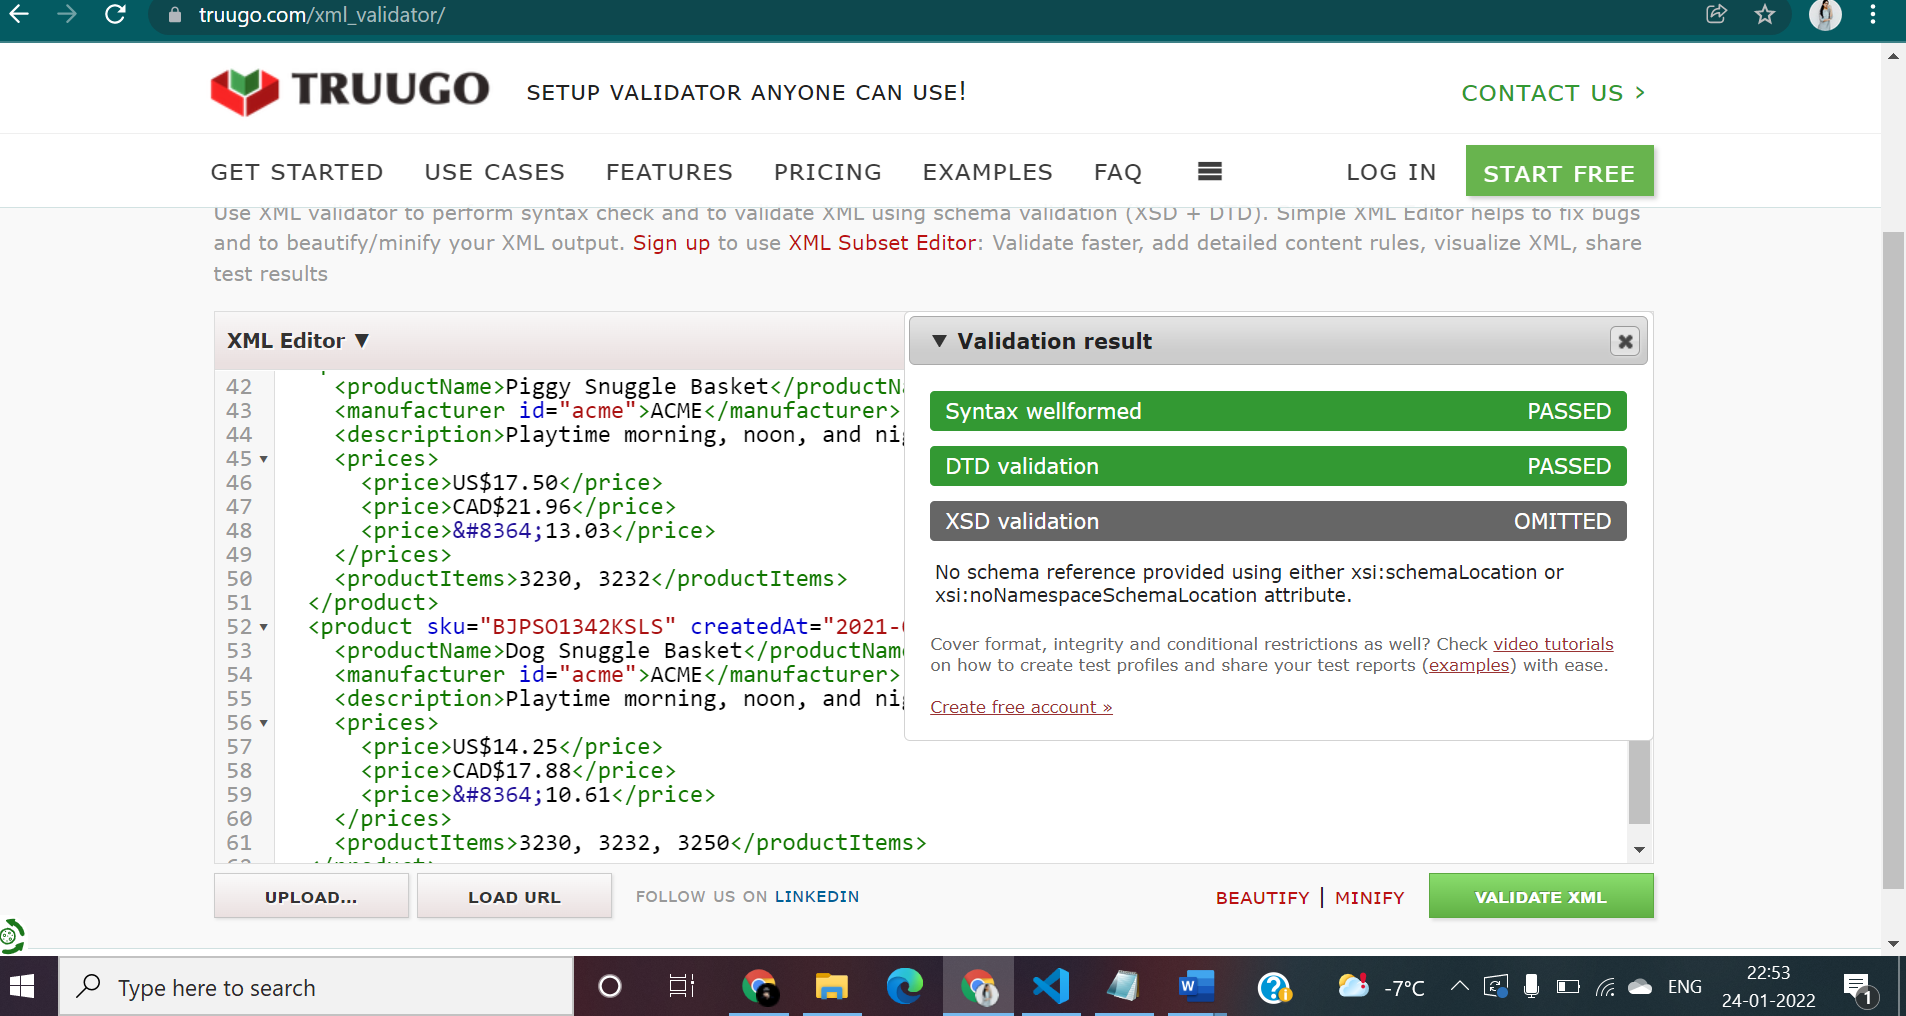 truugo.com/xml_validator/
TRUUGO
SETUP VALIDATOR ANYONE CAN USE!
CONTACT US >
GET STARTED USE CASES FEATURES PRICING EXAMPLES FAQ LOG IN START FREE
Use XML validator to perform syntax check and to validate XML using schema validation (XSD + DTD). Simple XML Editor helps to fix bugs
and to beautify/minify your XML output. Sign up to use XML Subset Editor: Validate faster, add detailed content rules, visualize XML, share
test results
XML Editor ▼
42 <productName>Piggy Snuggle Basket</productNa
43 <manufacturer id="acme">ACME</manufacturer>
44 <description>Playtime morning, noon, and nig
45 <prices>
46 <price>US$17.50</price>
47 <price>CAD$21.96</price>
48 <price>&#8364;13.03</price>
49 </prices>
50 <productItems>3230, 3232</productItems>
51 </product>
52 <product sku="BJPSO1342KSLS" createdAt="2021-0
53 <productName>Dog Snuggle Basket</productName
54 <manufacturer id="acme">ACME</manufacturer>
55 <description>Playtime morning, noon, and nig
56 <prices>
57 <price>US$14.25</price>
58 <price>CAD$17.88</price>
59 <price>&#8364;10.61</price>
60 </prices>
61 <productItems>3230, 3232, 3250</productItems>
▼ Validation result
Syntax wellformed PASSED
DTD validation PASSED
XSD validation OMITTED
No schema reference provided using either xsi:schemaLocation or
xsi:noNamespaceSchemaLocation attribute.
Cover format, integrity and conditional restrictions as well? Check video tutorials
on how to create test profiles and share your test reports (examples) with ease.
Create free account »
UPLOAD... LOAD URL FOLLOW US ON LINKEDIN BEAUTIFY | MINIFY VALIDATE XML
Type here to search
-7°C
ENG
22:53
24-01-2022
1